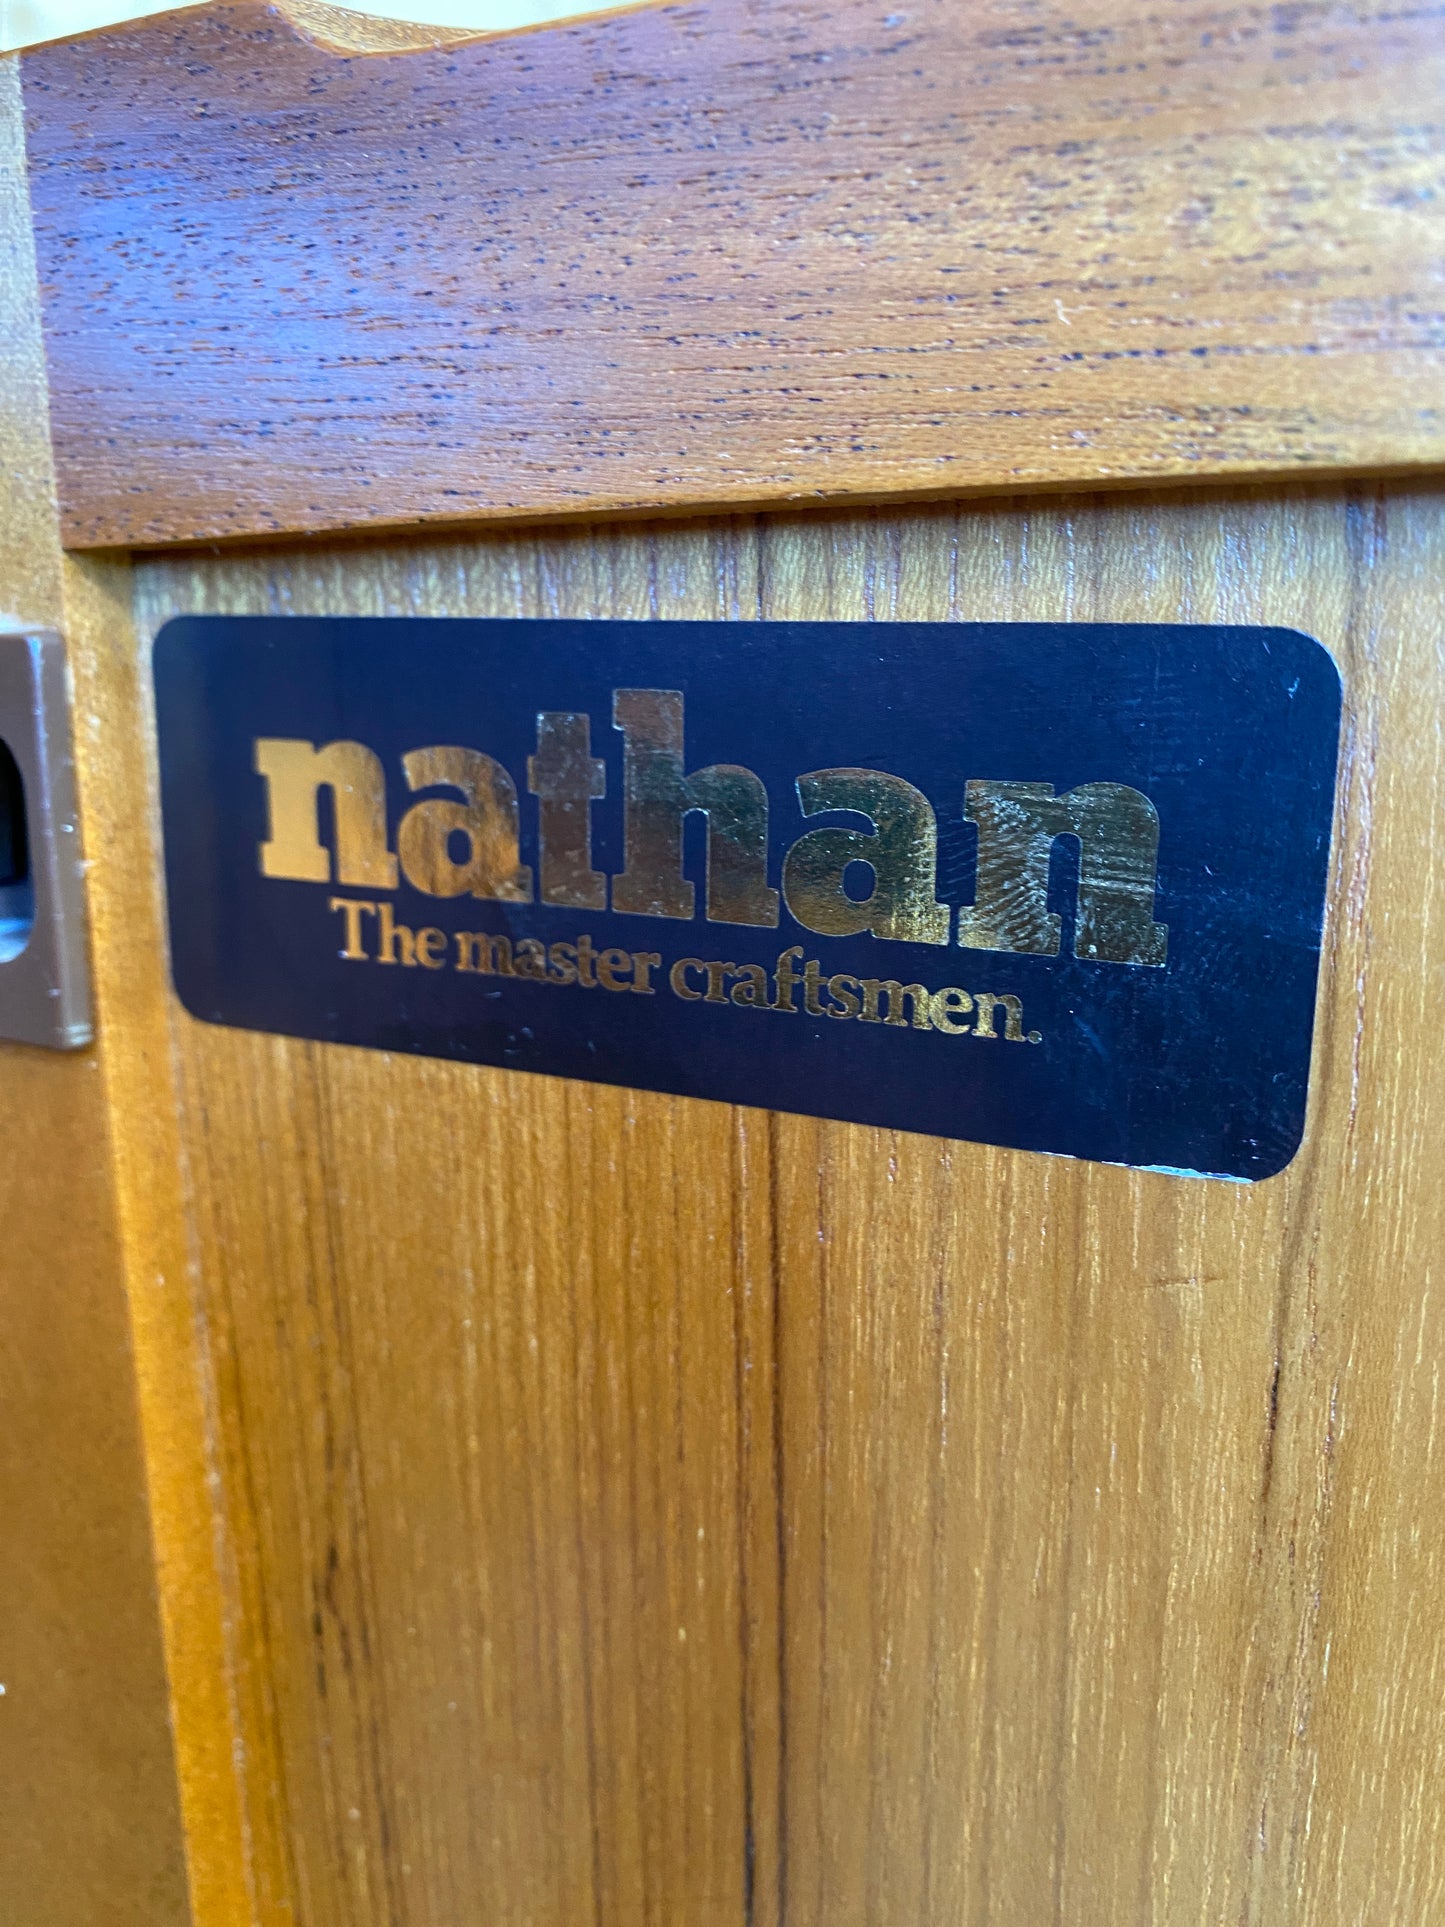 nathan
The master craftsmen.